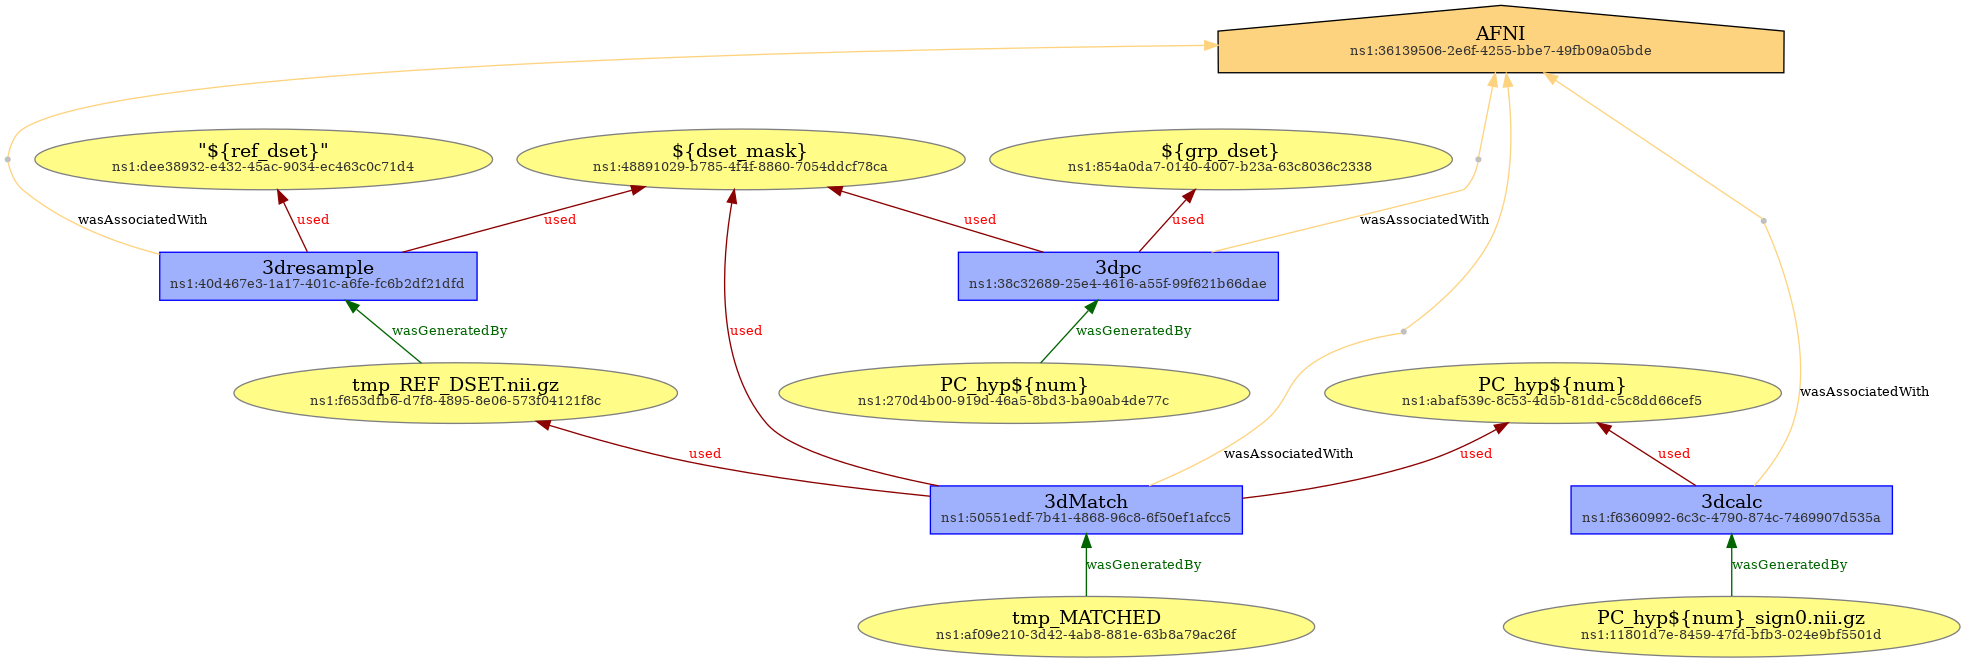 AFNI
ns1:36139506-2e6f-4255-bbe7-49fb09a05bde
"${ref_dset}"
ns1:dee38932-e432-45ac-9034-ec463c0c71d4
${dset_mask}
ns1:48891029-b785-4f4f-8860-7054ddcf78ca
${grp_dset}
ns1:854a0da7-0140-4007-b23a-63c8036c2338
wasAssociatedWith
used
used
used
used
wasAssociatedWith
3dresample
ns1:40d467e3-1a17-401c-a6fe-fc6b2df21dfd
3dpc
ns1:38c32689-25e4-4616-a55f-99f621b66dae
wasGeneratedBy
used
wasGeneratedBy
tmp_REF_DSET.nii.gz
ns1:f653dfb6-d7f8-4895-8e06-573f04121f8c
PC_hyp${num}
ns1:270d4b00-919d-46a5-8bd3-ba90ab4de77c
PC_hyp${num}
ns1:abaf539c-8c53-4d5b-81dd-c5c8dd66cef5
wasAssociatedWith
used
wasAssociatedWith
used
used
3dMatch
ns1:50551edf-7b41-4868-96c8-6f50ef1afcc5
3dcalc
ns1:f6360992-6c3c-4790-874c-7469907d535a
wasGeneratedBy
wasGeneratedBy
tmp_MATCHED
ns1:af09e210-3d42-4ab8-881e-63b8a79ac26f
PC_hyp${num}_sign0.nii.gz
ns1:11801d7e-8459-47fd-bfb3-024e9bf5501d